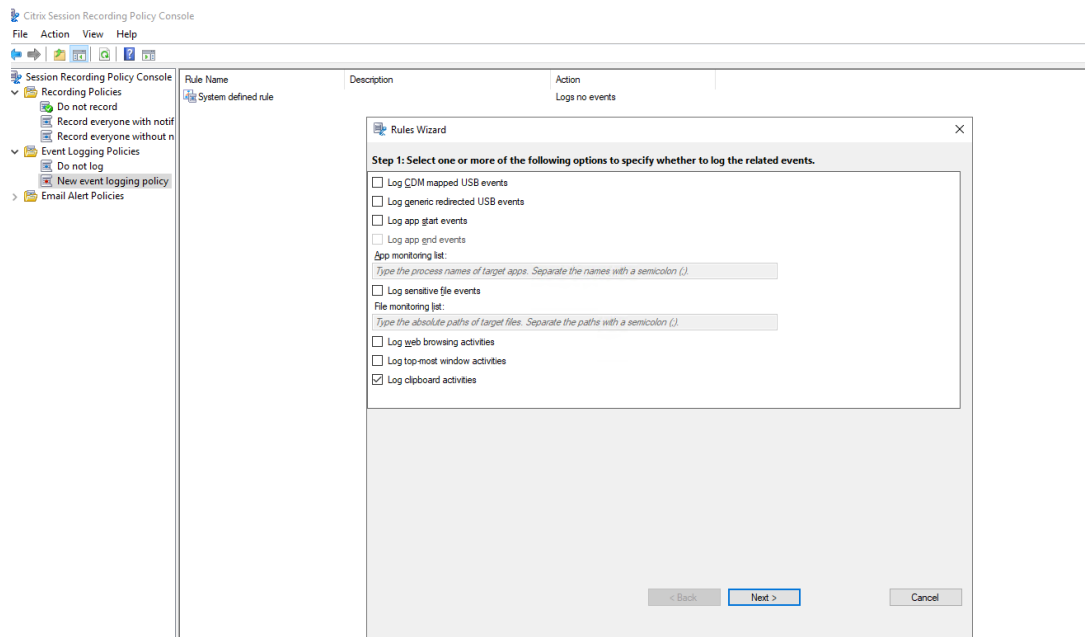 Citrix Session Recording Policy Console
File Action View Help
Session Recording Policy Console
Recording Policies
Do not record
Record everyone with notif
Record everyone without n
Event Logging Policies
Do not log
New event logging policy
Email Alert Policies
Rule Name Description Action
System defined rule Logs no events
Rules Wizard
Step 1: Select one or more of the following options to specify whether to log the related events.
Log CDM mapped USB events
Log generic redirected USB events
Log app start events
Log app end events
App monitoring list:
Type the process names of target apps. Separate the names with a semicolon (;).
Log sensitive file events
File monitoring list:
Type the absolute paths of target files. Separate the paths with a semicolon (;).
Log web browsing activities
Log top-most window activities
Log clipboard activities
< Back Next > Cancel